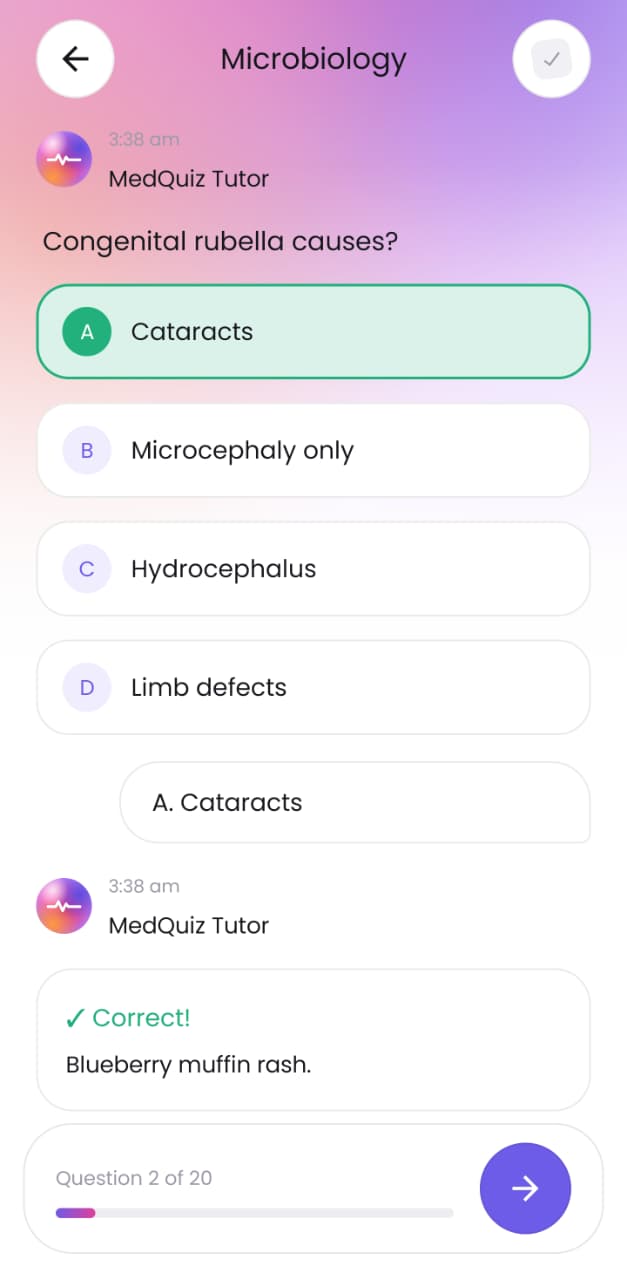 Microbiology
3:38 am
MedQuiz Tutor
Congenital rubella causes?
A Cataracts
B Microcephaly only
C Hydrocephalus
D Limb defects
A. Cataracts
3:38 am
MedQuiz Tutor
✓ Correct!
Blueberry muffin rash.
Question 2 of 20